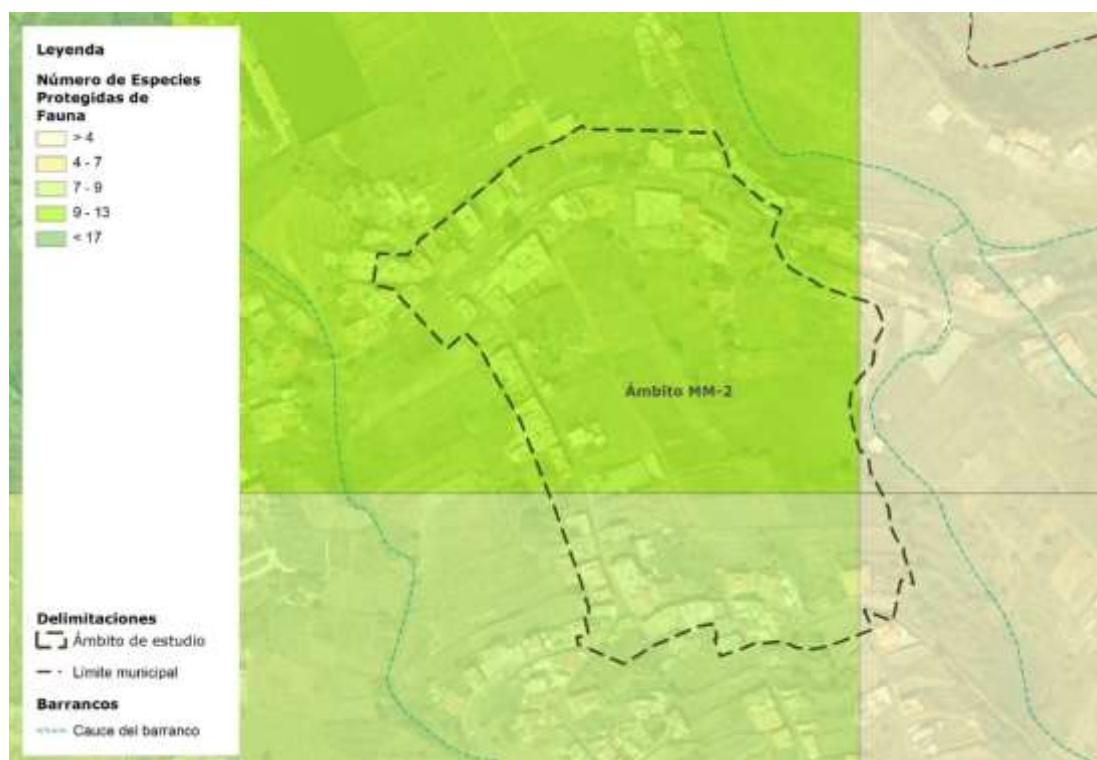 Leyenda
Número de Especies
Protegidas de
Fauna
> 4
4 - 7
7 - 9
9 - 13
< 17
Ámbito MM-2
Delimitaciones
Ámbito de estudio
Límite municipal
Barrancos
Cauce del barranco